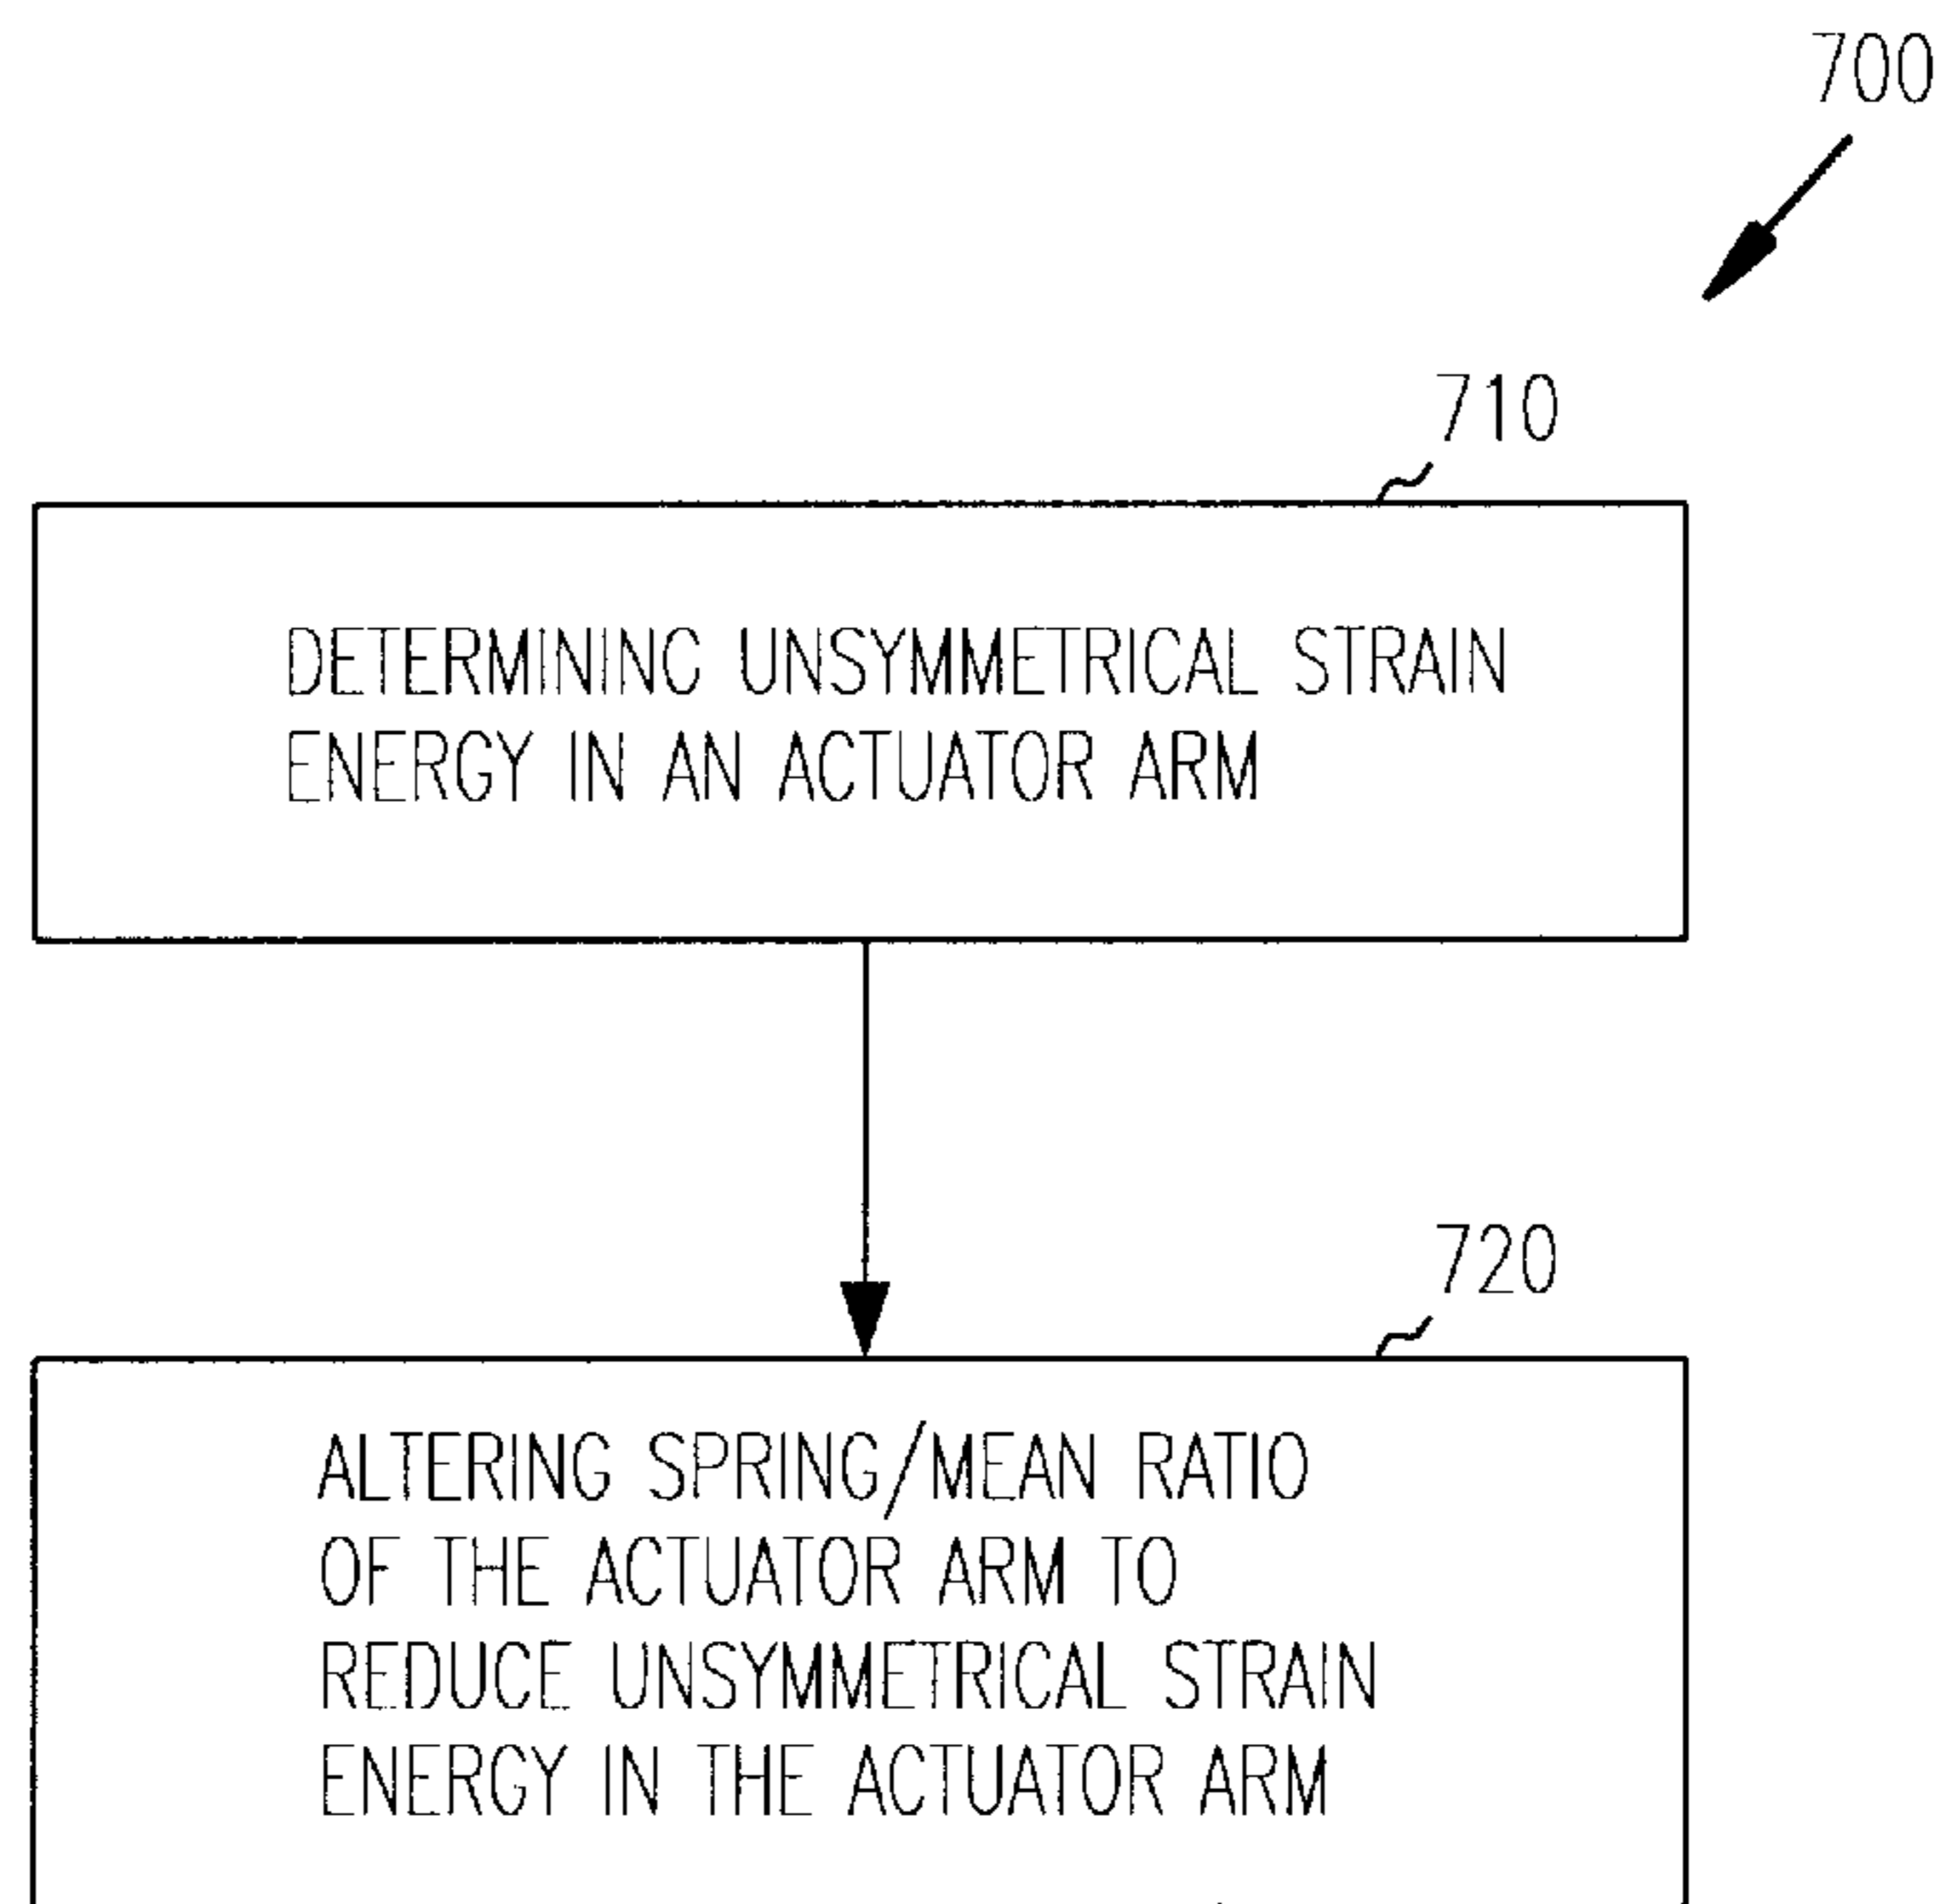 700
710
DETERMINING UNSYMMETRICAL STRAIN
ENERGY IN AN ACTUATOR ARM
720
ALTERING SPRING/MEAN RATIO
OF THE ACTUATOR ARM TO
REDUCE UNSYMMETRICAL STRAIN
ENERGY IN THE ACTUATOR ARM